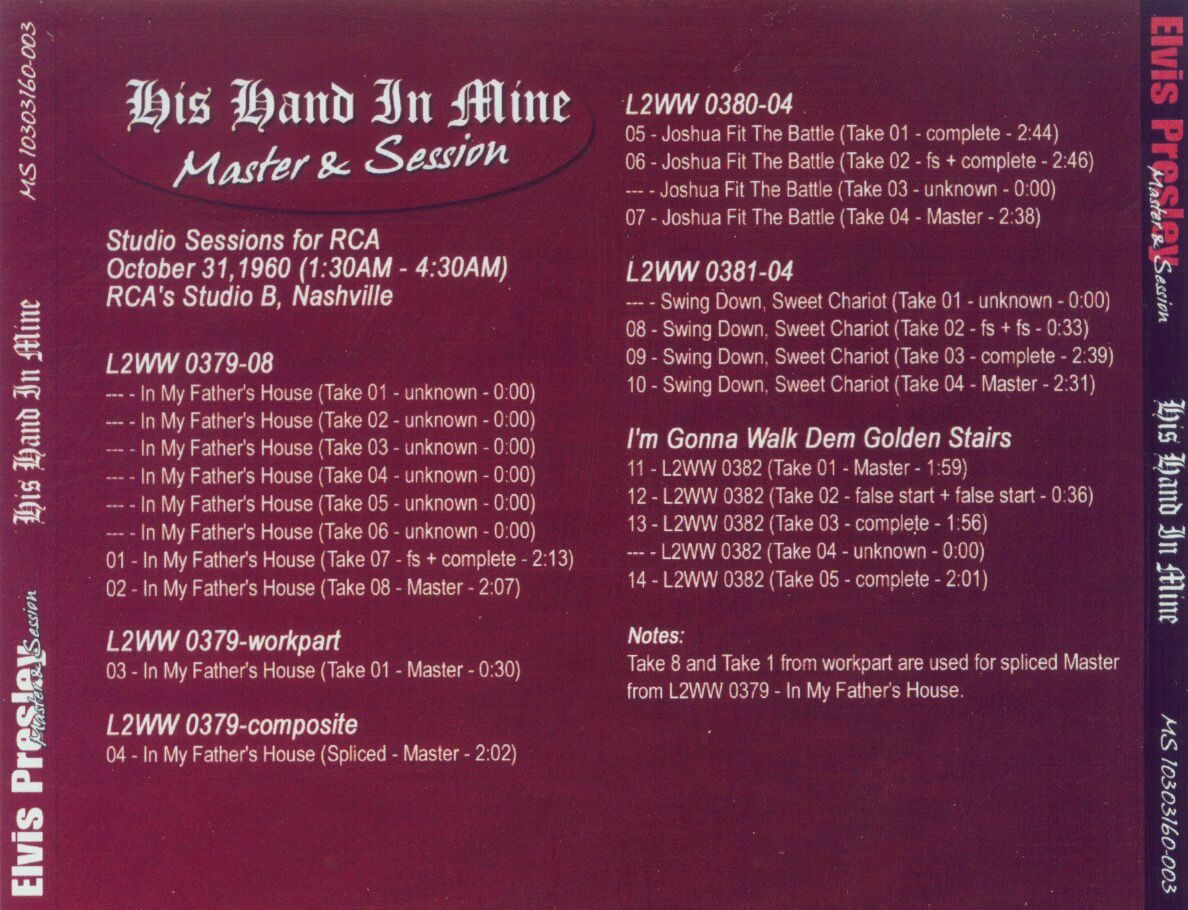 MS 10303160-003
His Hand In Mine
Elvis Presley
Master & Session
His Hand In Mine
Master & Session
Studio Sessions for RCA
October 31,1960 (1:30AM - 4:30AM)
RCA's Studio B, Nashville
L2WW 0379-08
--- - In My Father's House (Take 01 - unknown - 0:00)
--- - In My Father's House (Take 02 - unknown - 0:00)
--- - In My Father's House (Take 03 - unknown - 0:00)
--- - In My Father's House (Take 04 - unknown - 0:00)
--- - In My Father's House (Take 05 - unknown - 0:00)
--- - In My Father's House (Take 06 - unknown - 0:00)
01 - In My Father's House (Take 07 - fs + complete - 2:13)
02 - In My Father's House (Take 08 - Master - 2:07)
L2WW 0379-workpart
03 - In My Father's House (Take 01 - Master - 0:30)
L2WW 0379-composite
04 - In My Father's House (Spliced - Master - 2:02)
L2WW 0380-04
05 - Joshua Fit The Battle (Take 01 - complete - 2:44)
06 - Joshua Fit The Battle (Take 02 - fs + complete - 2:46)
--- - Joshua Fit The Battle (Take 03 - unknown - 0:00)
07 - Joshua Fit The Battle (Take 04 - Master - 2:38)
L2WW 0381-04
--- - Swing Down, Sweet Chariot (Take 01 - unknown - 0:00)
08 - Swing Down, Sweet Chariot (Take 02 - fs + fs - 0:33)
09 - Swing Down, Sweet Chariot (Take 03 - complete - 2:39)
10 - Swing Down, Sweet Chariot (Take 04 - Master - 2:31)
I'm Gonna Walk Dem Golden Stairs
11 - L2WW 0382 (Take 01 - Master - 1:59)
12 - L2WW 0382 (Take 02 - false start + false start - 0:36)
13 - L2WW 0382 (Take 03 - complete - 1:56)
--- - L2WW 0382 (Take 04 - unknown - 0:00)
14 - L2WW 0382 (Take 05 - complete - 2:01)
Notes:
Take 8 and Take 1 from workpart are used for spliced Master
from L2WW 0379 - In My Father's House.
Elvis Presley
Master & Session
His Hand In Mine
MS 10303160-003